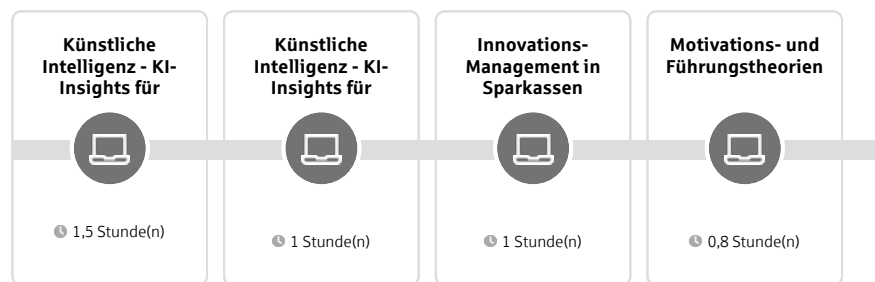 Künstliche
Intelligenz - KI-
Insights für
1,5 Stunde(n)
Künstliche
Intelligenz - KI-
Insights für
1 Stunde(n)
Innovations-
Management in
Sparkassen
1 Stunde(n)
Motivations- und
Führungstheorien
0,8 Stunde(n)